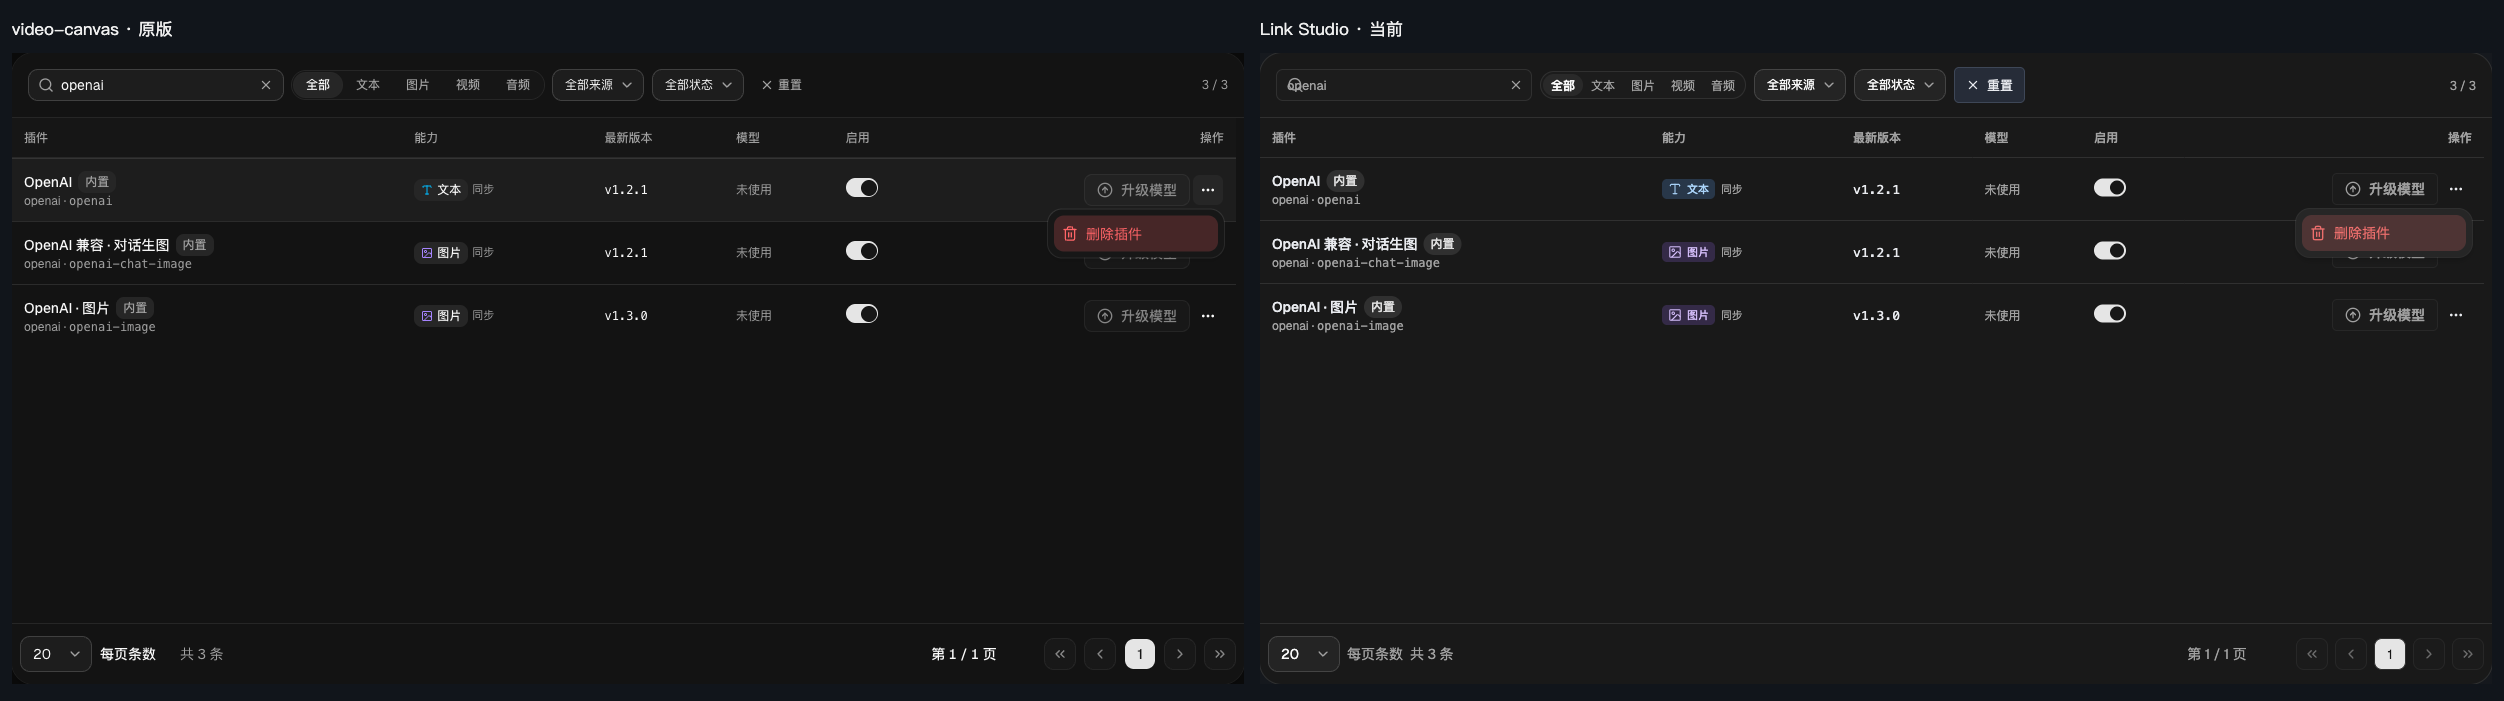 video-canvas · 原版
openai
全部 文本 图片 视频 音频 全部来源 全部状态 重置 3 / 3
插件 能力 最新版本 模型 启用 操作
OpenAI 内置
openai · openai
文本 同步 v1.2.1 未使用 升级模型
删除插件
OpenAI 兼容 · 对话生图 内置
openai · openai-chat-image
图片 同步 v1.2.1 未使用
OpenAI · 图片 内置
openai · openai-image
图片 同步 v1.3.0 未使用 升级模型
20 每页条数 共 3 条 第 1 / 1 页 1
Link Studio · 当前
openai
全部 文本 图片 视频 音频 全部来源 全部状态 重置 3 / 3
插件 能力 最新版本 模型 启用 操作
OpenAI 内置
openai · openai
文本 同步 v1.2.1 未使用 升级模型
删除插件
OpenAI 兼容 · 对话生图 内置
openai · openai-chat-image
图片 同步 v1.2.1 未使用
OpenAI · 图片 内置
openai · openai-image
图片 同步 v1.3.0 未使用 升级模型
20 每页条数 共 3 条 第 1 / 1 页 1